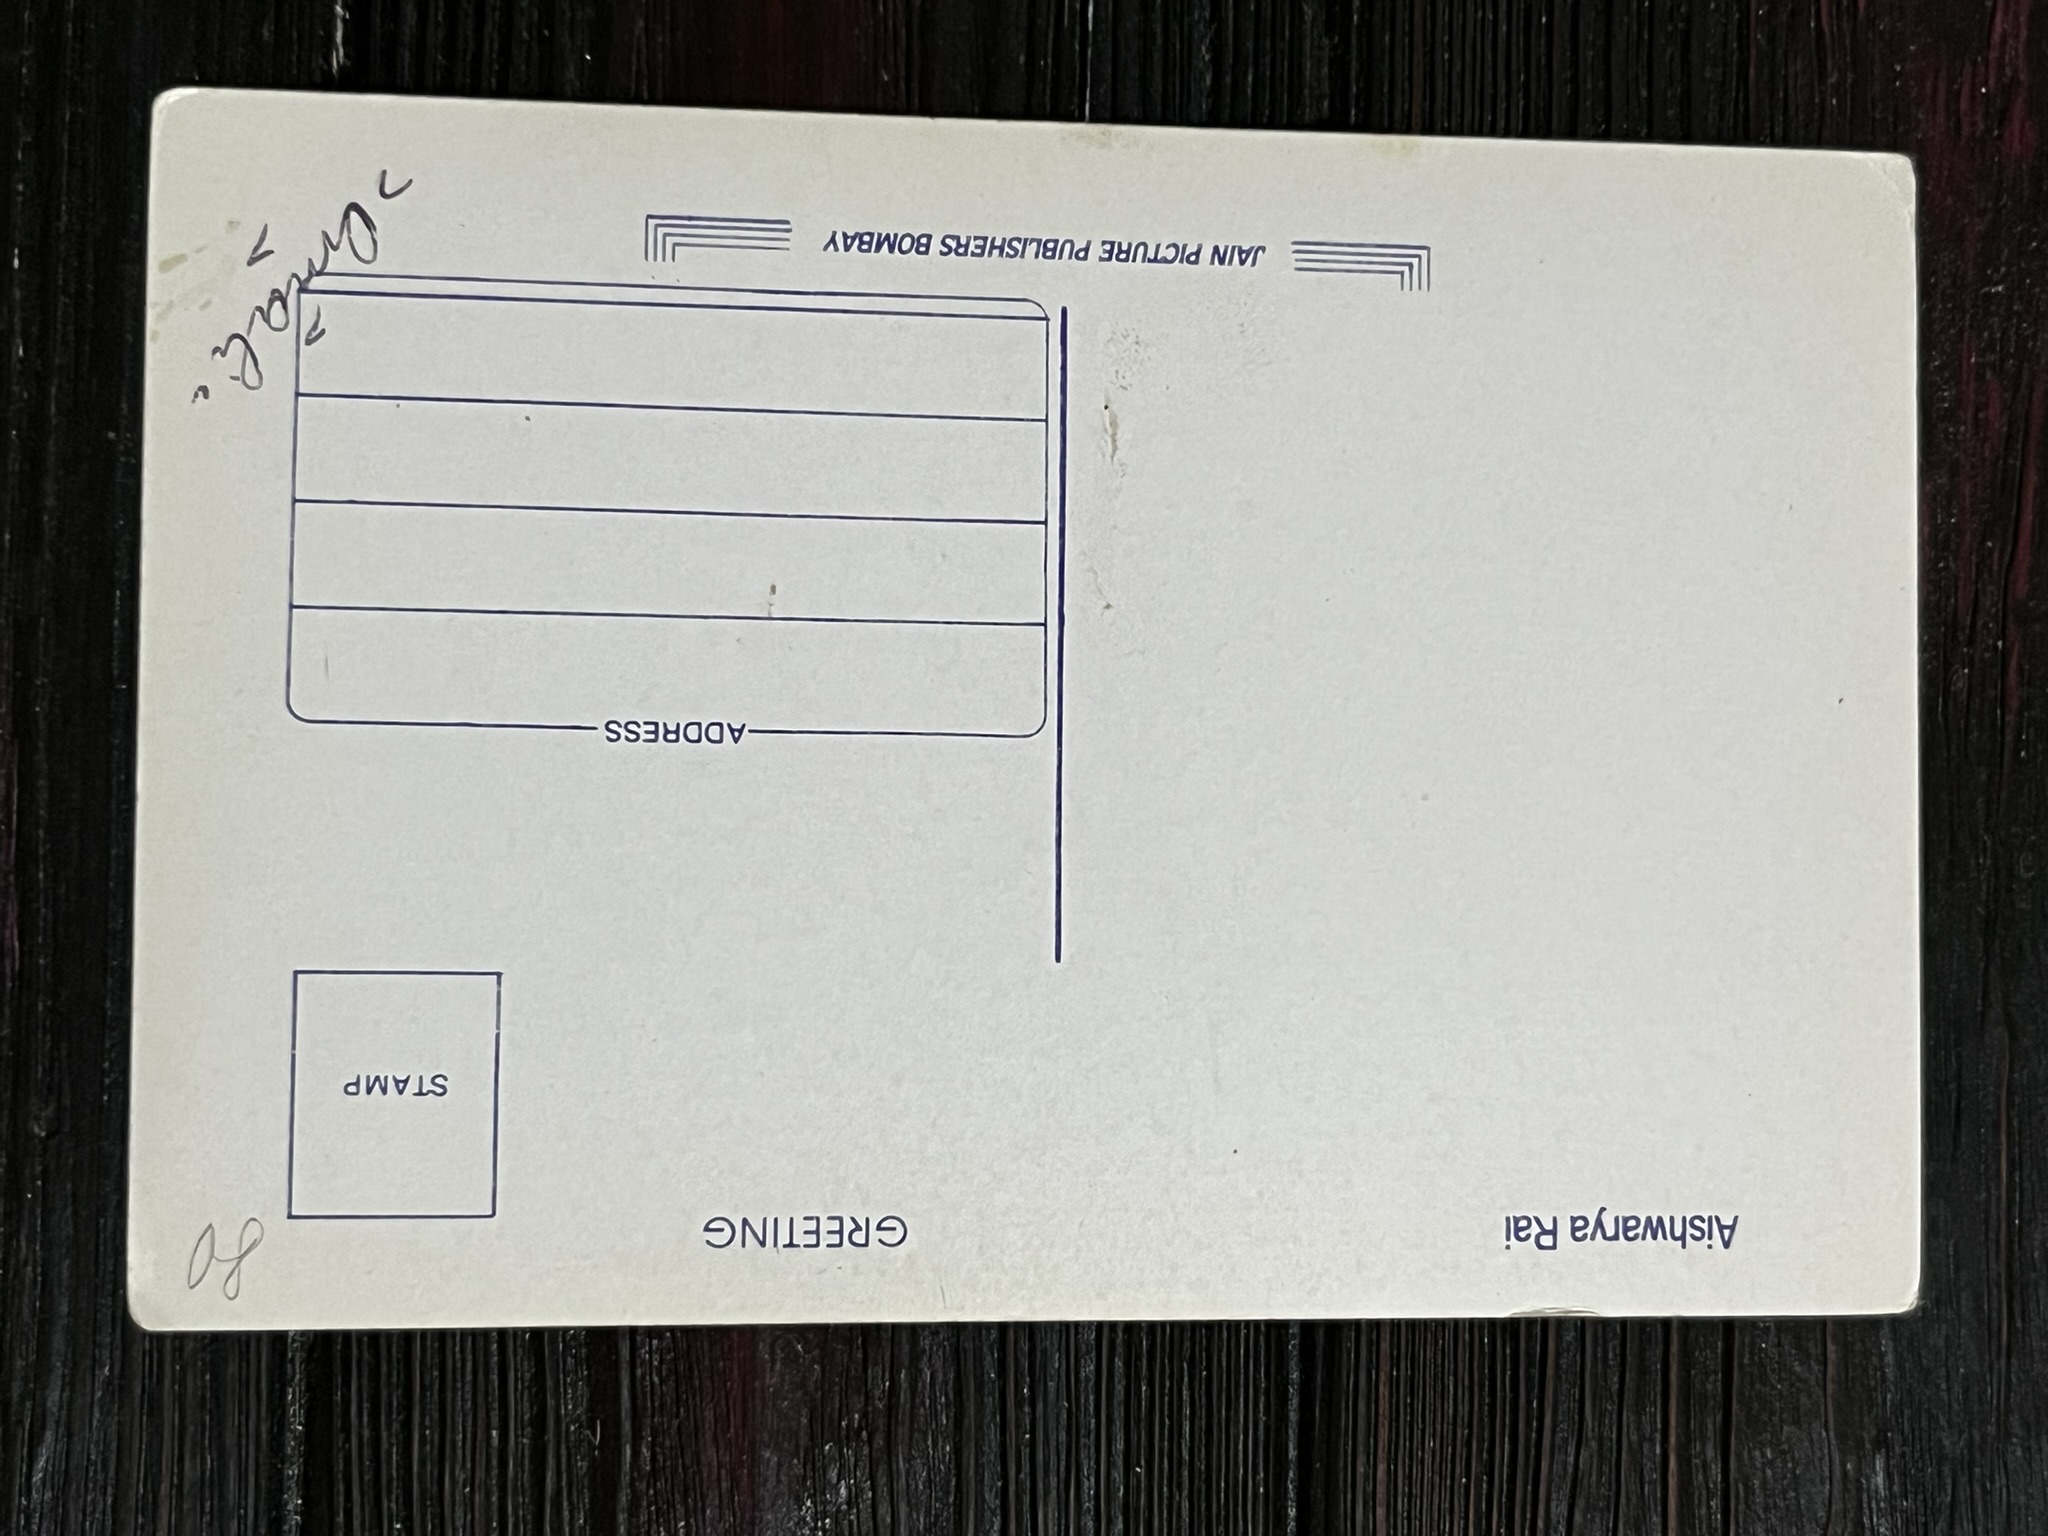 Aishwarya Rai
GREETING
STAMP
ADDRESS
JAIN PICTURE PUBLISHERS BOMBAY